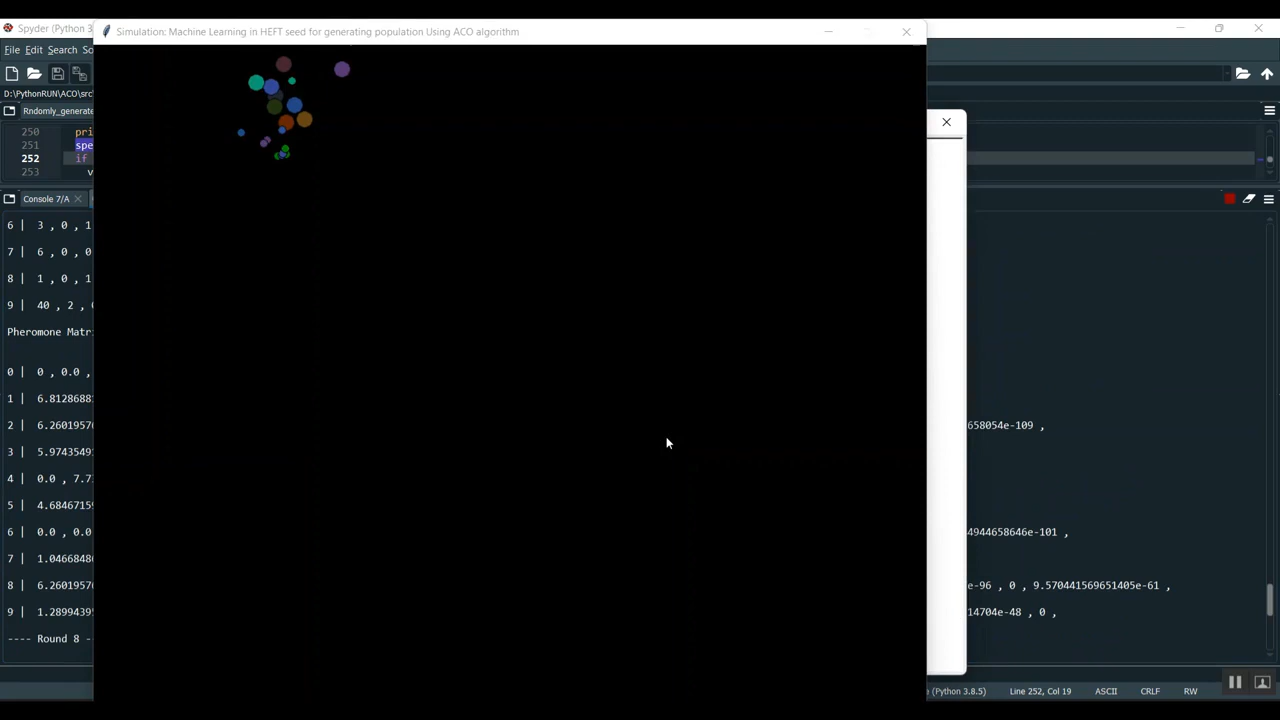 Spyder (Python 3
Simulation: Machine Learning in HEFT seed for generating population Using ACO algorithm
File Edit Search So
D:\PythonRUN\ACO\src
Rndomly_generate
250 pri
251 spe
252 if
253 v
Console 7/A
6 | 3 , 0 , 1
7 | 6 , 0 , 0
8 | 1 , 0 , 1
9 | 40 , 2 ,
Pheromone Matr
0 | 0 , 0.0 ,
1 | 6.8128688
2 | 6.2601957
658054e-109 ,
3 | 5.9743549
4 | 0.0 , 7.7
5 | 4.6846715
6 | 0.0 , 0.0
4944658646e-101 ,
7 | 1.0466848
8 | 6.2601957
e-96 , 0 , 9.570441569651405e-61 ,
9 | 1.2899439
14704e-48 , 0 ,
---- Round 8 --
(Python 3.8.5) Line 252, Col 19 ASCII CRLF RW